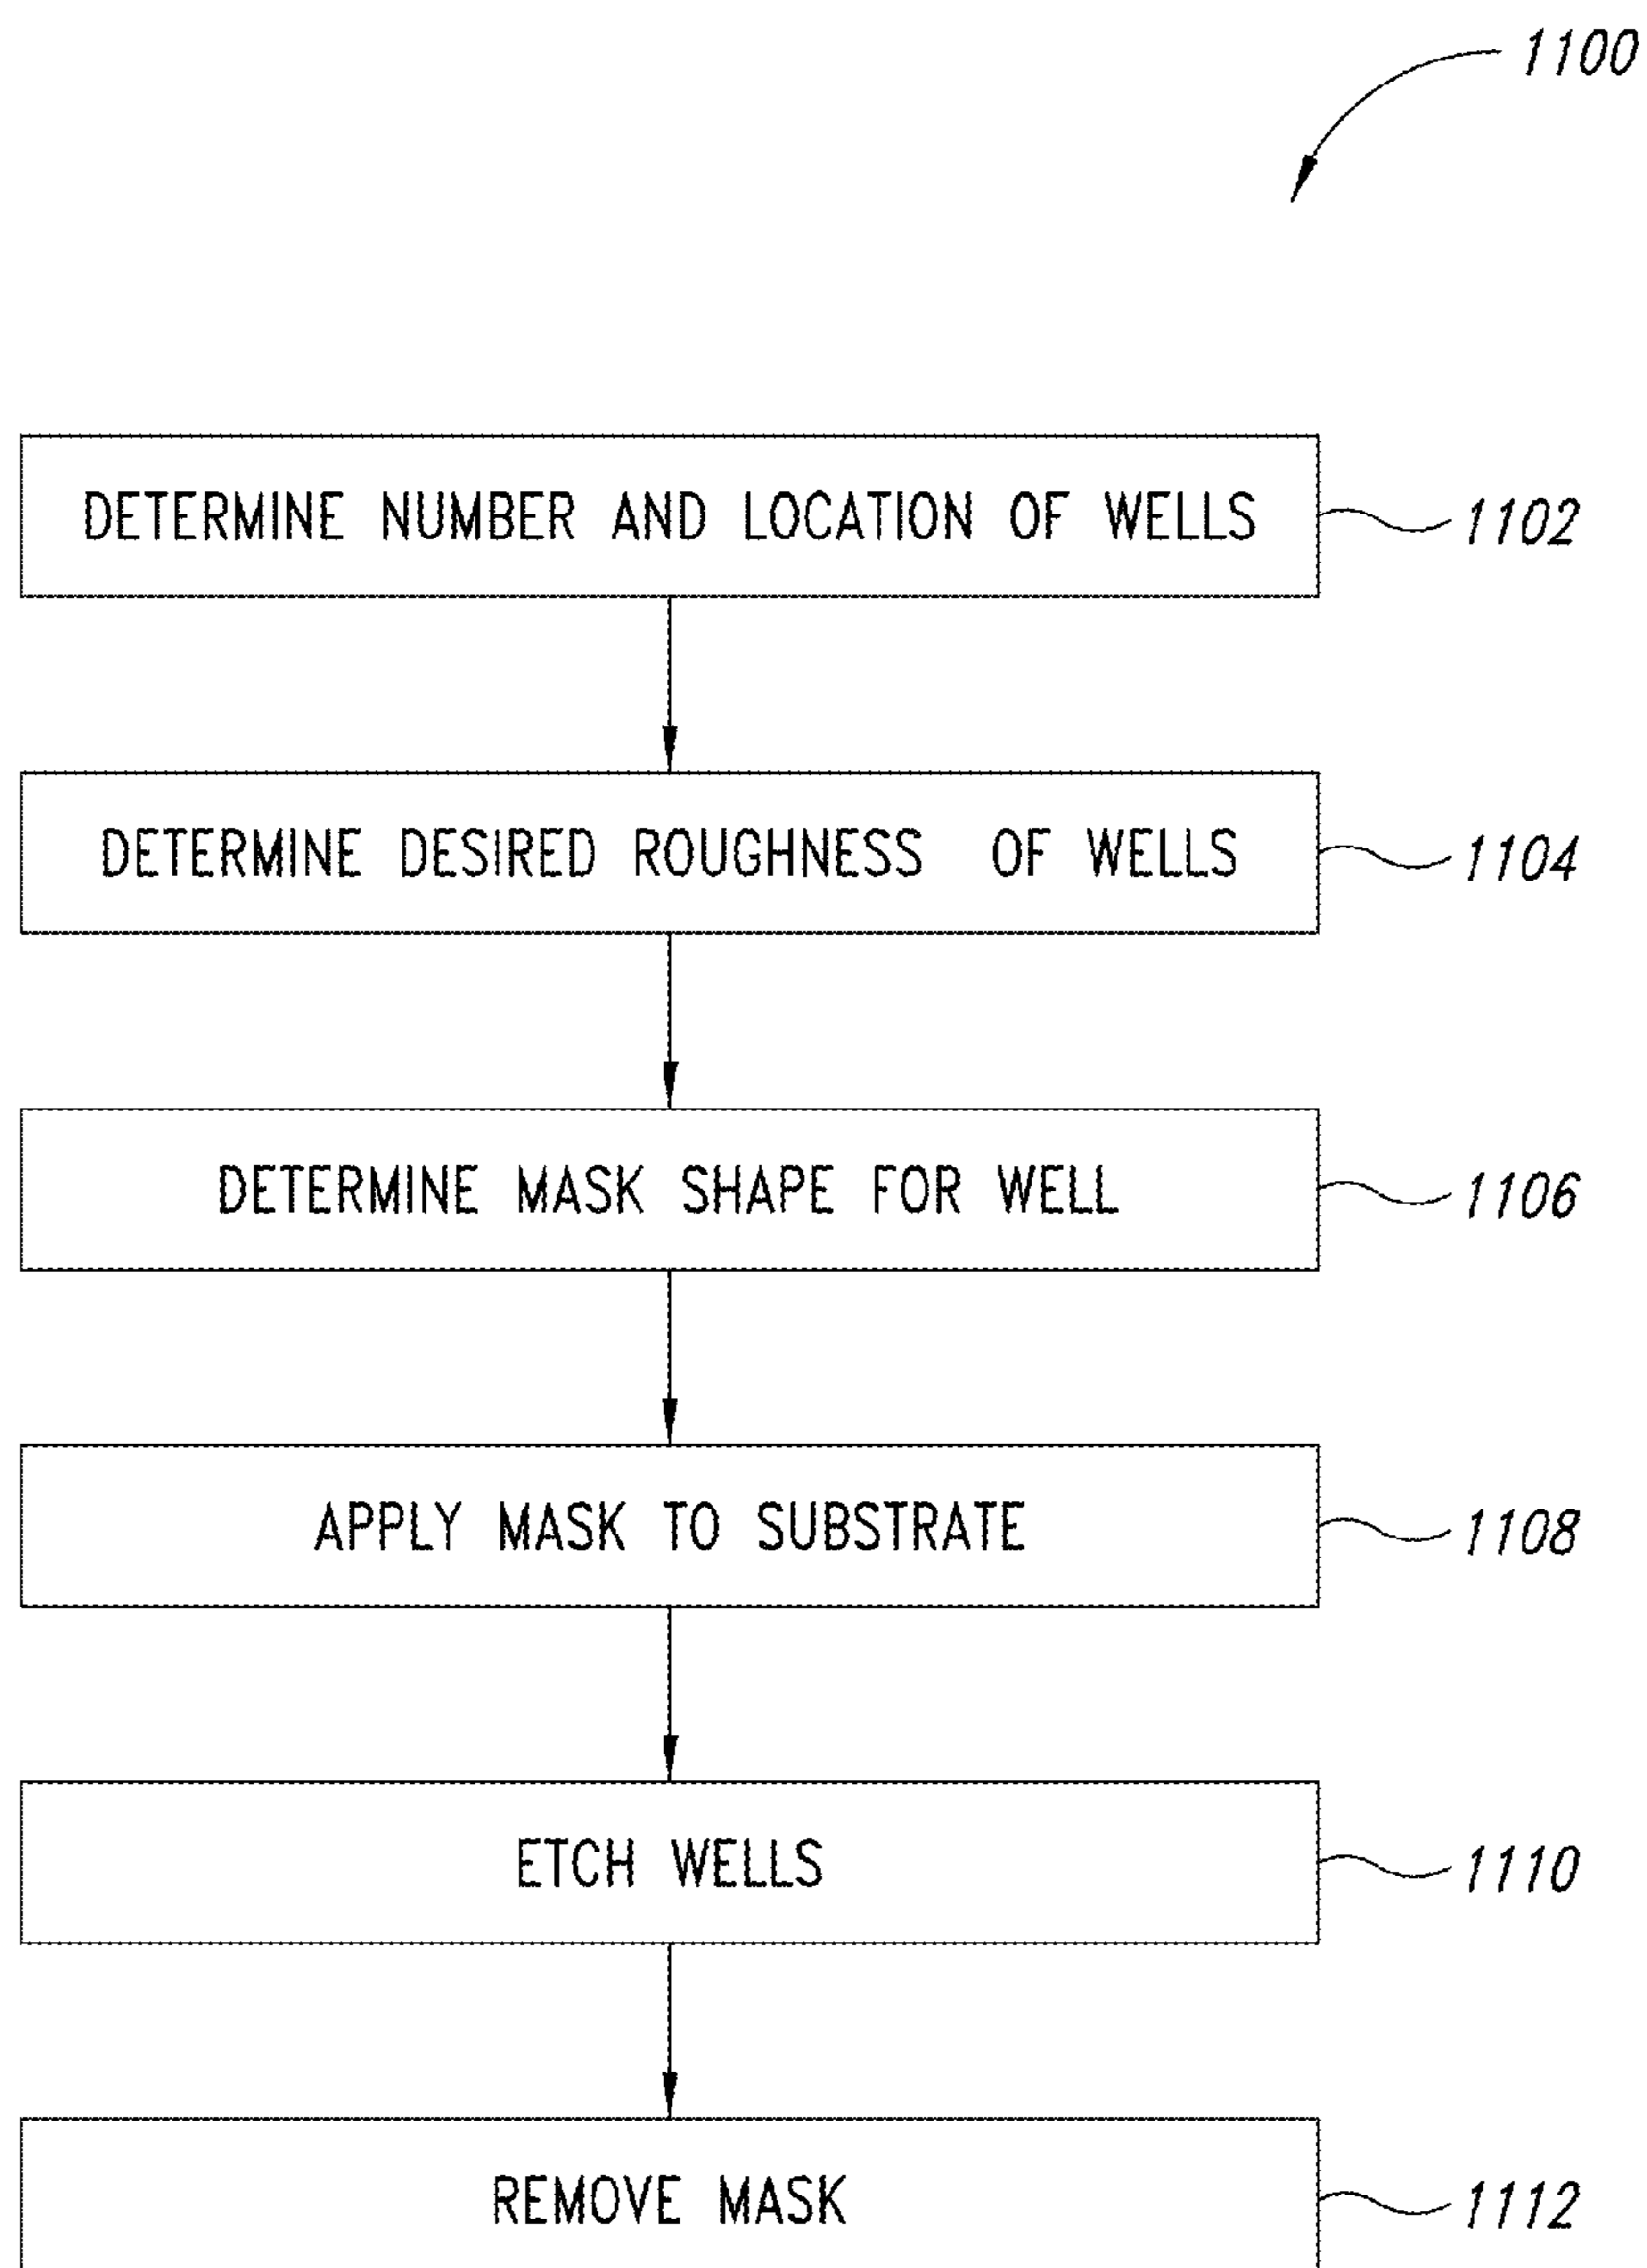 1100
DETERMINE NUMBER AND LOCATION OF WELLS 1102
DETERMINE DESIRED ROUGHNESS OF WELLS 1104
DETERMINE MASK SHAPE FOR WELL 1106
APPLY MASK TO SUBSTRATE 1108
ETCH WELLS 1110
REMOVE MASK 1112